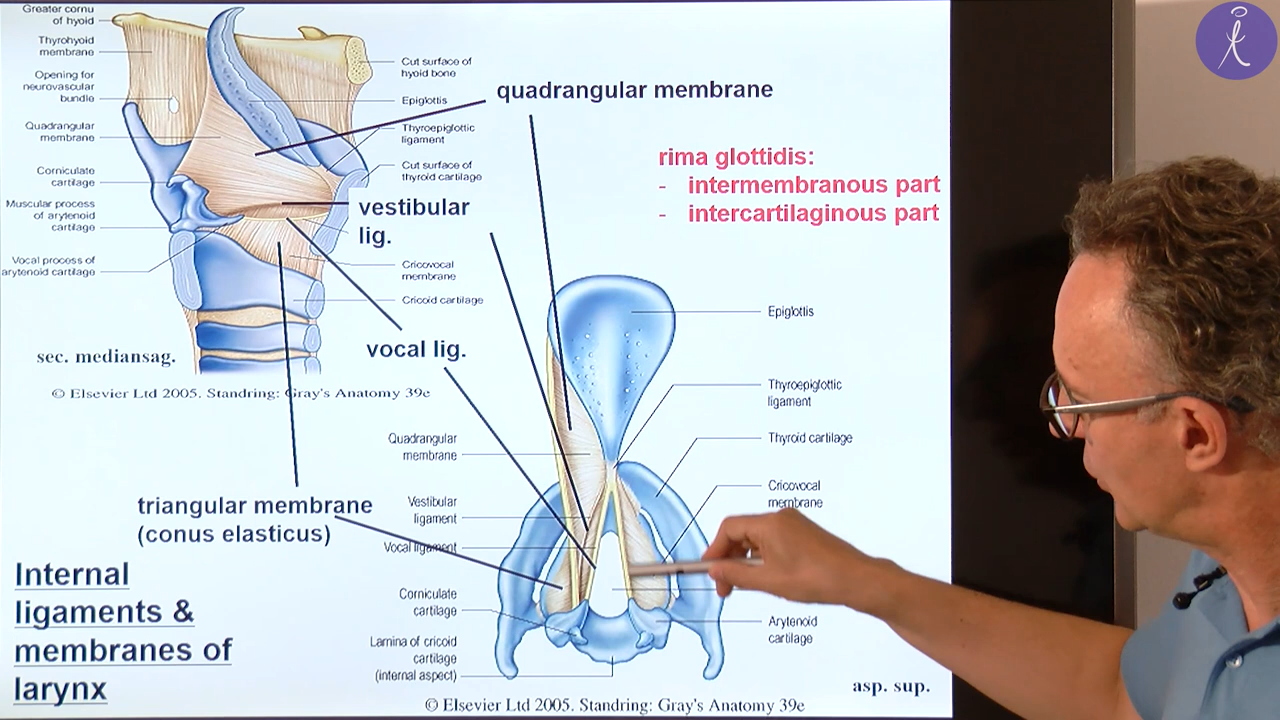 Greater cornu
of hyoid
Thyrohyoid
membrane
Opening for
neurovascular
bundle
Quadrangular
membrane
Corniculate
cartilage
Muscular process
of arytenoid
cartilage
Vocal process of
arytenoid cartilage
Cut surface of
hyoid bone
Epiglottis
Thyroepiglottic
ligament
Cut surface of
thyroid cartilage
Cricovocal
membrane
Cricoid cartilage
quadrangular membrane
rima glottidis:
- intermembranous part
- intercartilaginous part
vestibular
lig.
vocal lig.
sec. mediansag.
© Elsevier Ltd 2005. Standring: Gray's Anatomy 39e
triangular membrane
(conus elasticus)
Internal
ligaments &
membranes of
larynx
Quadrangular
membrane
Vestibular
ligament
Vocal ligament
Corniculate
cartilage
Lamina of cricoid
cartilage
(internal aspect)
Epiglottis
Thyroepiglottic
ligament
Thyroid cartilage
Cricovocal
membrane
Arytenoid
cartilage
asp. sup.
© Elsevier Ltd 2005. Standring: Gray's Anatomy 39e